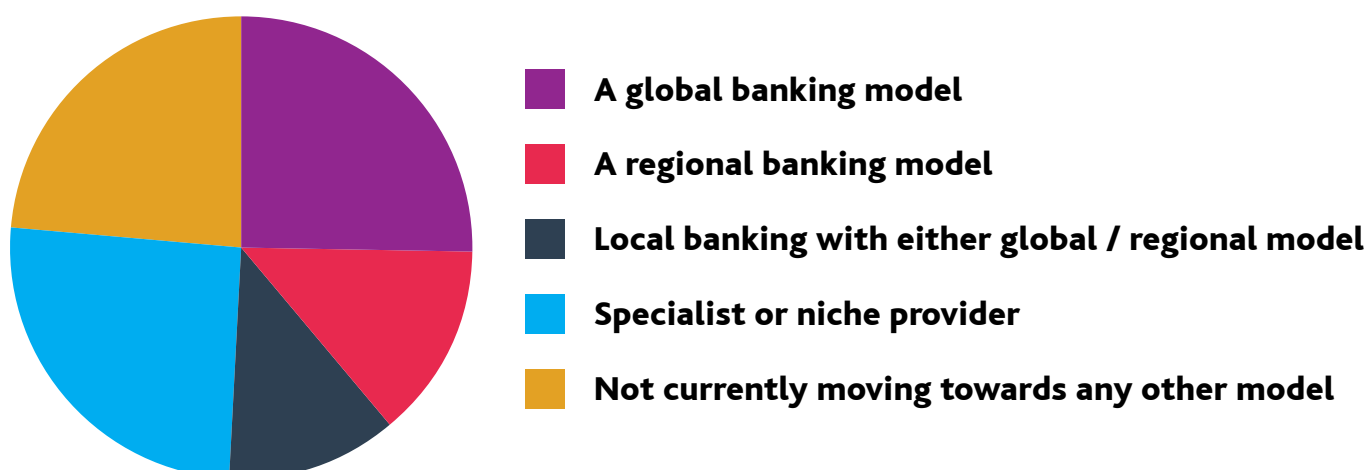 A global banking model
A regional banking model
Local banking with either global / regional model
Specialist or niche provider
Not currently moving towards any other model